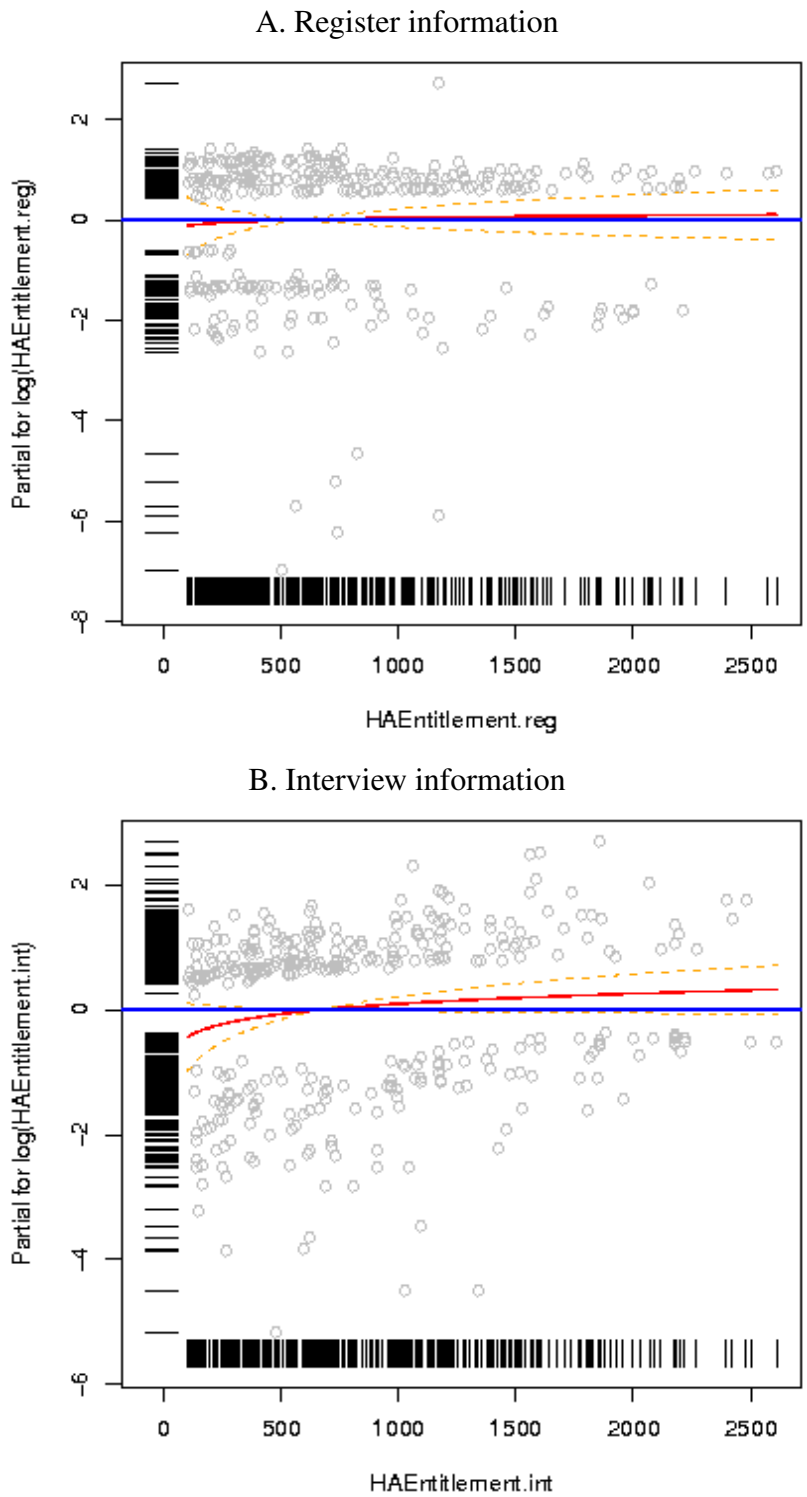 A. Register information
Partial for log(HAEntitlement.reg)
2
0
-2
-4
-6
-8
0 500 1000 1500 2000 2500
HAEntitlement.reg
B. Interview information
Partial for log(HAEntitlement.int)
2
0
-2
-4
-6
0 500 1000 1500 2000 2500
HAEntitlement.int